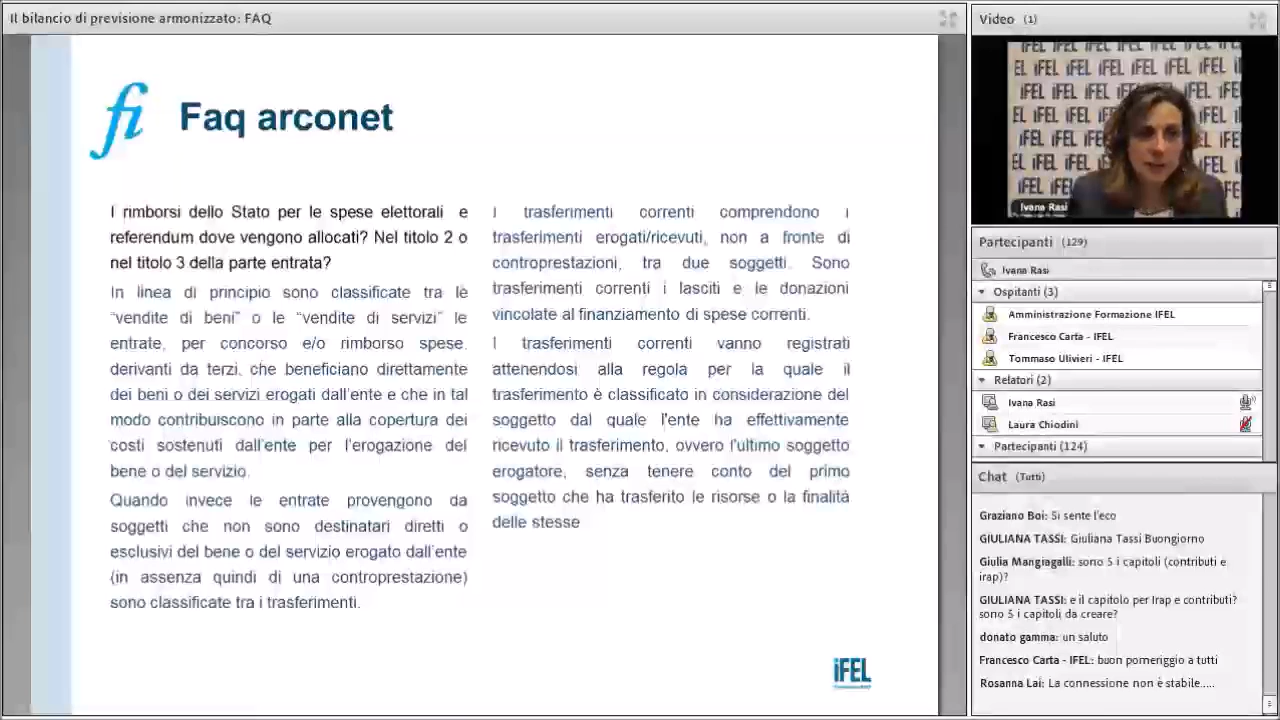 Il bilancio di previsione armonizzato: FAQ
fi
Faq arconet
I rimborsi dello Stato per le spese elettorali e
referendum dove vengono allocati? Nel titolo 2 o
nel titolo 3 della parte entrata?
In linea di principio sono classificate tra le
“vendite di beni” o le “vendite di servizi” le
entrate, per concorso e/o rimborso spese,
derivanti da terzi, che beneficiano direttamente
dei beni o dei servizi erogati dall’ente e che in tal
modo contribuiscono in parte alla copertura dei
costi sostenuti dall’ente per l’erogazione del
bene o del servizio.
Quando invece le entrate provengono da
soggetti che non sono destinatari diretti o
esclusivi del bene o del servizio erogato dall’ente
(in assenza quindi di una controprestazione)
sono classificate tra i trasferimenti.
I trasferimenti correnti comprendono i
trasferimenti erogati/ricevuti, non a fronte di
controprestazioni, tra due soggetti. Sono
trasferimenti correnti i lasciti e le donazioni
vincolate al finanziamento di spese correnti.
I trasferimenti correnti vanno registrati
attenendosi alla regola per la quale il
trasferimento è classificato in considerazione del
soggetto dal quale l'ente ha effettivamente
ricevuto il trasferimento, ovvero l'ultimo soggetto
erogatore, senza tenere conto del primo
soggetto che ha trasferito le risorse o la finalità
delle stesse
iFEL
Video (1)
EL iFEL iFEL iFEL iFEL
Ivana Rasi
Partecipanti (129)
Ivana Rasi
Ospitanti (3)
Amministrazione Formazione IFEL
Francesco Carta - IFEL
Tommaso Ulivieri - IFEL
Relatori (2)
Ivana Rasi
Laura Chiodini
Partecipanti (124)
Chat (Tutti)
Graziano Boi: Si sente l'eco
GIULIANA TASSI: Giuliana Tassi Buongiorno
Giulia Mangiagalli: sono 5 i capitoli (contributi e
irap)?
GIULIANA TASSI: e il capitolo per Irap e contributi?
sono 5 i capitoli da creare?
donato gamma: un saluto
Francesco Carta - IFEL: buon pomeriggio a tutti
Rosanna Lai: La connessione non è stabile.....